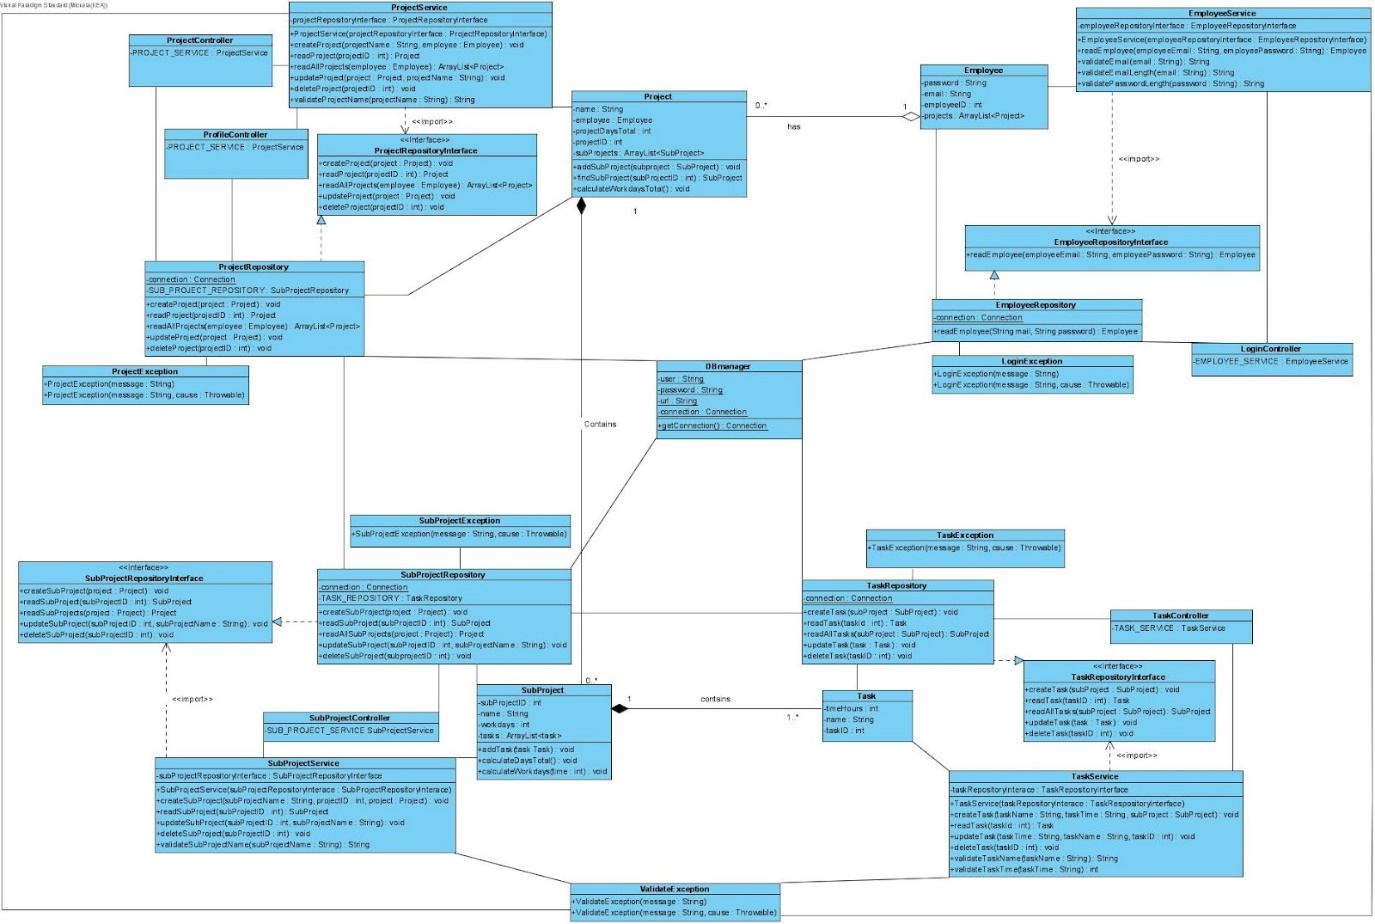 Visual Paradigm Standard(Micala(KEA))
ProjectService
-projectRepositoryInterface : ProjectRepositoryInterface
+ProjectService(projectRepositoryInterface : ProjectRepositoryInterface)
+createProject(projectName : String, employee : Employee) : void
+readProject(projectID : int) : Project
+readAllProjects(employee : Employee) : ArrayList<Project>
+updateProject(project : Project, projectName : String) : void
+deleteProject(projectID : int) : void
+validateProjectName(projectName : String) : String
EmployeeService
-employeeRepositoryInterface : EmployeeRepositoryInterface
+EmployeeService(employeeRepositoryInterface : EmployeeRepositoryInterface)
+readEmployee(employeeEmail : String, employeePassword : String) : Employee
+validateEmail(email : String) : String
+validateEmailLength(email : String) : String
+validatePasswordLength(password : String) : String
ProjectController
-PROJECT_SERVICE : ProjectService
Employee
-password : String
-email : String
-employeeID : int
-projects : ArrayList<Project>
Project
-name : String
-employee : Employee
-projectDaysTotal : int
-projectID : int
-subProjects : ArrayList<SubProject>
+addSubProject(subproject : SubProject) : void
+findSubProject(subProjectID : int) : SubProject
+calculateWorkdaysTotal() : void
0..*
1
has
<<import>>
ProfileController
-PROJECT_SERVICE : ProjectService
<<Interface>>
ProjectRepositoryInterface
+createProject(project : Project) : void
+readProject(projectID : int) : Project
+readAllProjects(employee : Employee) : ArrayList<Project>
+updateProject(project : Project) : void
+deleteProject(projectID : int) : void
<<import>>
1
<<Interface>>
EmployeeRepositoryInterface
+readEmployee(employeeEmail : String, employeePassword : String) : Employee
ProjectRepository
-connection : Connection
-SUB_PROJECT_REPOSITORY : SubProjectRepository
+createProject(project : Project) : void
+readProject(projectID : int) : Project
+readAllProjects(employee : Employee) : ArrayList<Project>
+updateProject(project : Project) : void
+deleteProject(projectID : int) : void
EmployeeRepository
-connection : Connection
+readEmployee(String mail, String password) : Employee
ProjectException
+ProjectException(message : String)
+ProjectException(message : String, cause : Throwable)
DBmanager
-user : String
-password : String
-url : String
-connection : Connection
+getConnection() : Connection
LoginException
+LoginException(message : String)
+LoginException(message : String, cause : Throwable)
LoginController
-EMPLOYEE_SERVICE : EmployeeService
Contains
SubProjectException
+SubProjectException(message : String, cause : Throwable)
TaskException
+TaskException(message : String, cause : Throwable)
<<Interface>>
SubProjectRepositoryInterface
+createSubProject(project : Project) : void
+readSubProject(subProjectID : int) : SubProject
+readSubProjects(project : Project) : Project
+updateSubProject(subProjectID : int, subProjectName : String) : void
+deleteSubProject(subProjectID : int) : void
SubProjectRepository
-connection : Connection
-TASK_REPOSITORY : TaskRepository
+createSubProject(project : Project) : void
+readSubProject(subProjectID : int) : SubProject
+readAllSubProjects(project : Project) : Project
+updateSubProject(subProjectID : int, subProjectName : String) : void
+deleteSubProject(subprojectID : int) : void
TaskRepository
-connection : Connection
+createTask(subProject : SubProject) : void
+readTask(taskId : int) : Task
+readAllTasks(subProject : SubProject) : SubProject
+updateTask(task : Task) : void
+deleteTask(taskID : int) : void
TaskController
-TASK_SERVICE : TaskService
<<Interface>>
TaskRepositoryInterface
+createTask(subProject : SubProject) : void
+readTask(taskID : int) : Task
+readAllTasks(subProject : SubProject) : SubProject
+updateTask(task : Task) : void
+deleteTask(taskID : int) : void
<<import>>
0..*
SubProject
-subProjectID : int
-name : String
-workdays : int
-tasks : ArrayList<task>
+addTask(task Task) : void
+calculateDaysTotal() : void
+calculateWorkdays(time : int) : void
1
contains
1..*
Task
-timeHours : int
-name : String
-taskID : int
SubProjectController
-SUB_PROJECT_SERVICE SubProjectService
<<import>>
SubProjectService
-subProjectRepositoryInterface : SubProjectRepositoryInterface
+SubProjectService(subProjectRepositoryInterace : SubProjectRepositoryInterace)
+createSubProject(subProjectName : String, projectID : int, project : Project) : void
+readSubProject(subProjectID : int) : SubProject
+updateSubProject(subProjectID : int, subProjectName : String) : void
+deleteSubProject(subProjectID : int) : void
+validateSubProjectName(subProjectName : String) : String
TaskService
-taskRepositoryInterace : TaskRepositoryInterface
+TaskService(taskRepositoryInterace : TaskRespositoryInterface)
+createTask(taskName : String, taskTime : String, subProject : SubProject) : void
+readTask(taskId : int) : Task
+updateTask(taskTime : String, taskName : String, taskID : int) : void
+deleteTask(taskID : int) : void
+validateTaskName(taskName : String) : String
+validateTaskTime(taskTime : String) : int
ValidateException
+ValidateException(message : String)
+ValidateException(message : String, cause : Throwable)